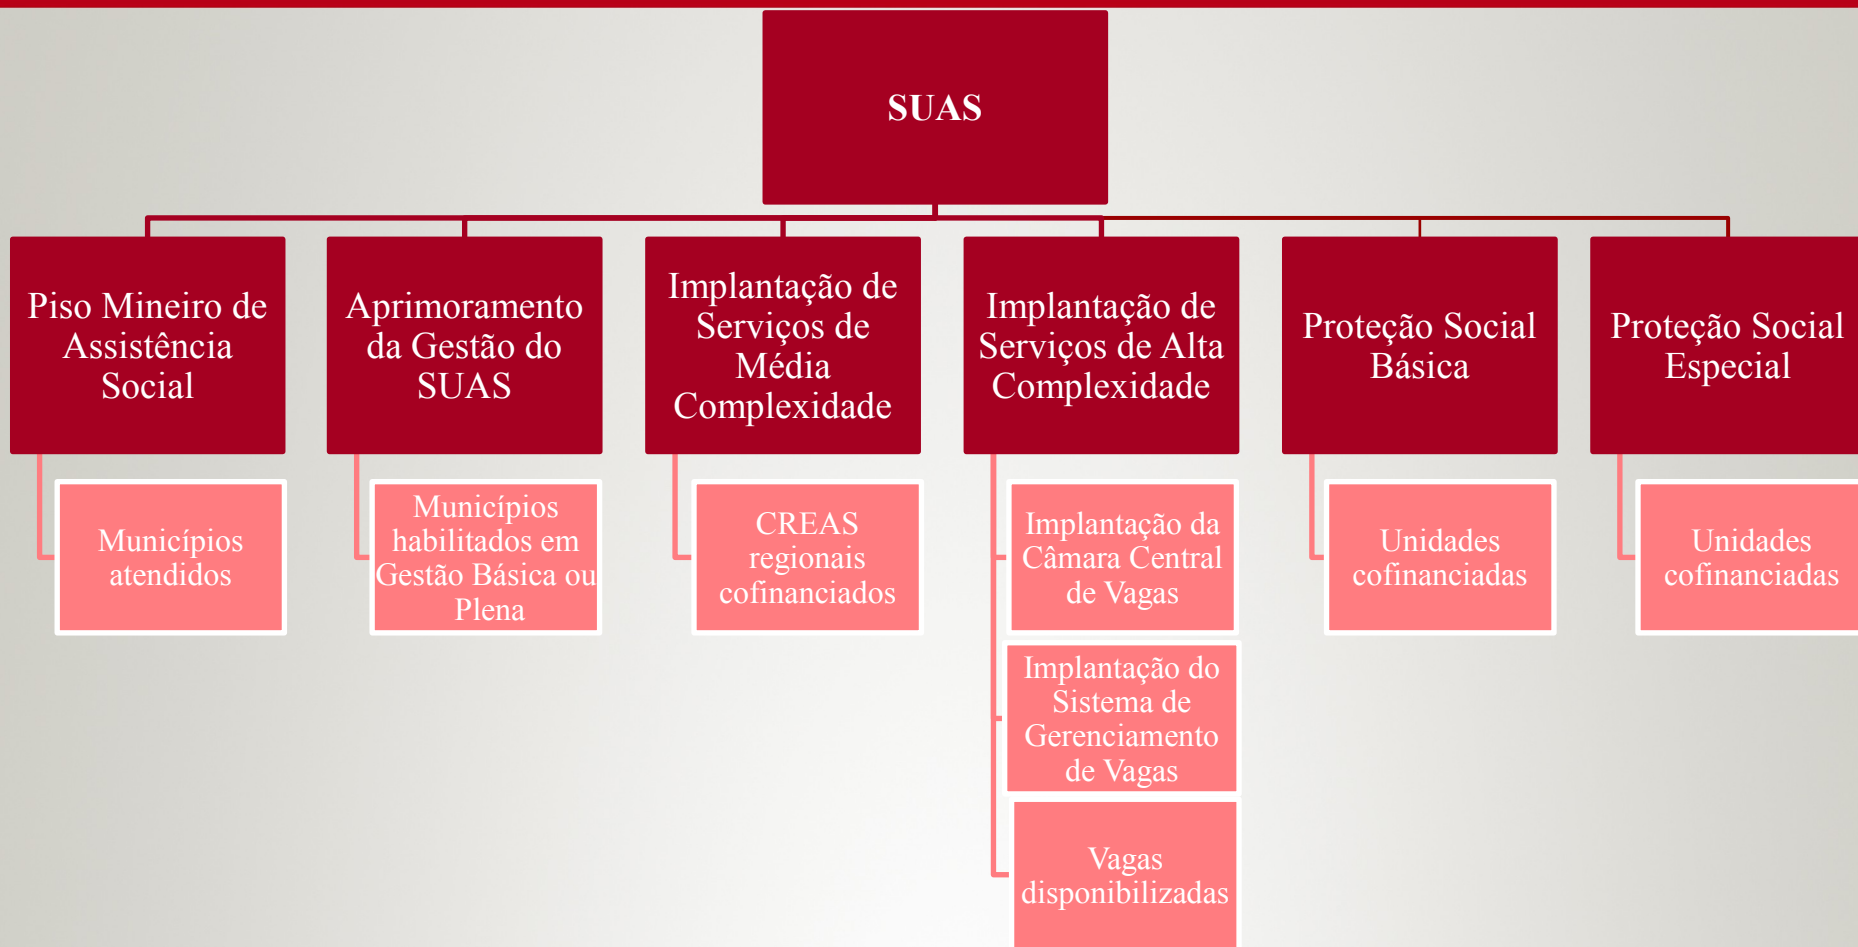 SUAS
Piso Mineiro de
Assistência
Social
Aprimoramento
da Gestão do
SUAS
Implantação de
Serviços de
Média
Complexidade
Implantação de
Serviços de Alta
Complexidade
Proteção Social
Básica
Proteção Social
Especial
Municípios
atendidos
Municípios
habilitados em
Gestão Básica ou
Plena
CREAS
regionais
cofinanciados
Implantação da
Câmara Central
de Vagas
Implantação do
Sistema de
Gerenciamento
de Vagas
Vagas
disponibilizadas
Unidades
cofinanciadas
Unidades
cofinanciadas